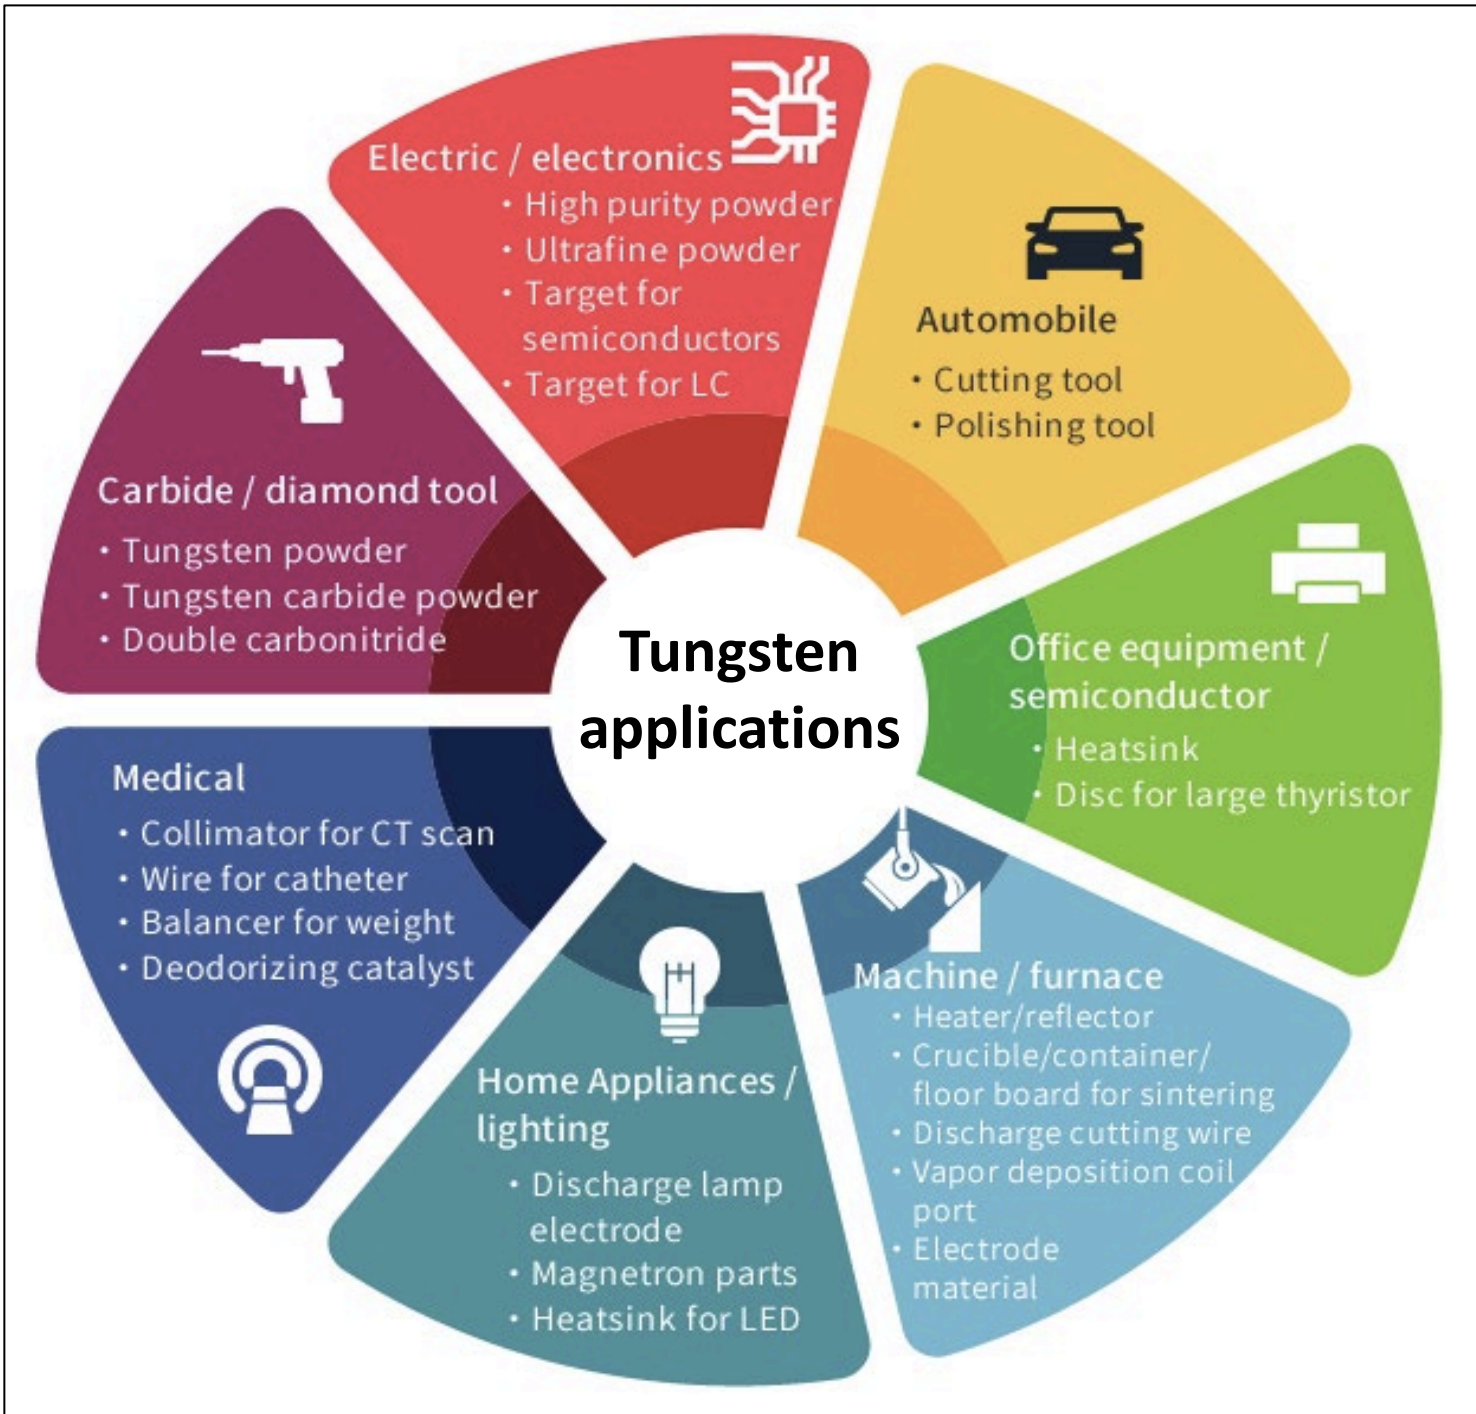 Tungsten
applications
Electric / electronics
・High purity powder
・Ultrafine powder
・Target for
semiconductors
・Target for LC
Automobile
・Cutting tool
・Polishing tool
Office equipment /
semiconductor
・Heatsink
・Disc for large thyristor
Machine / furnace
・Heater/reflector
・Crucible/container/
floor board for sintering
・Discharge cutting wire
・Vapor deposition coil
port
・Electrode
material
Home Appliances /
lighting
・Discharge lamp
electrode
・Magnetron parts
・Heatsink for LED
Medical
・Collimator for CT scan
・Wire for catheter
・Balancer for weight
・Deodorizing catalyst
Carbide / diamond tool
・Tungsten powder
・Tungsten carbide powder
・Double carbonitride